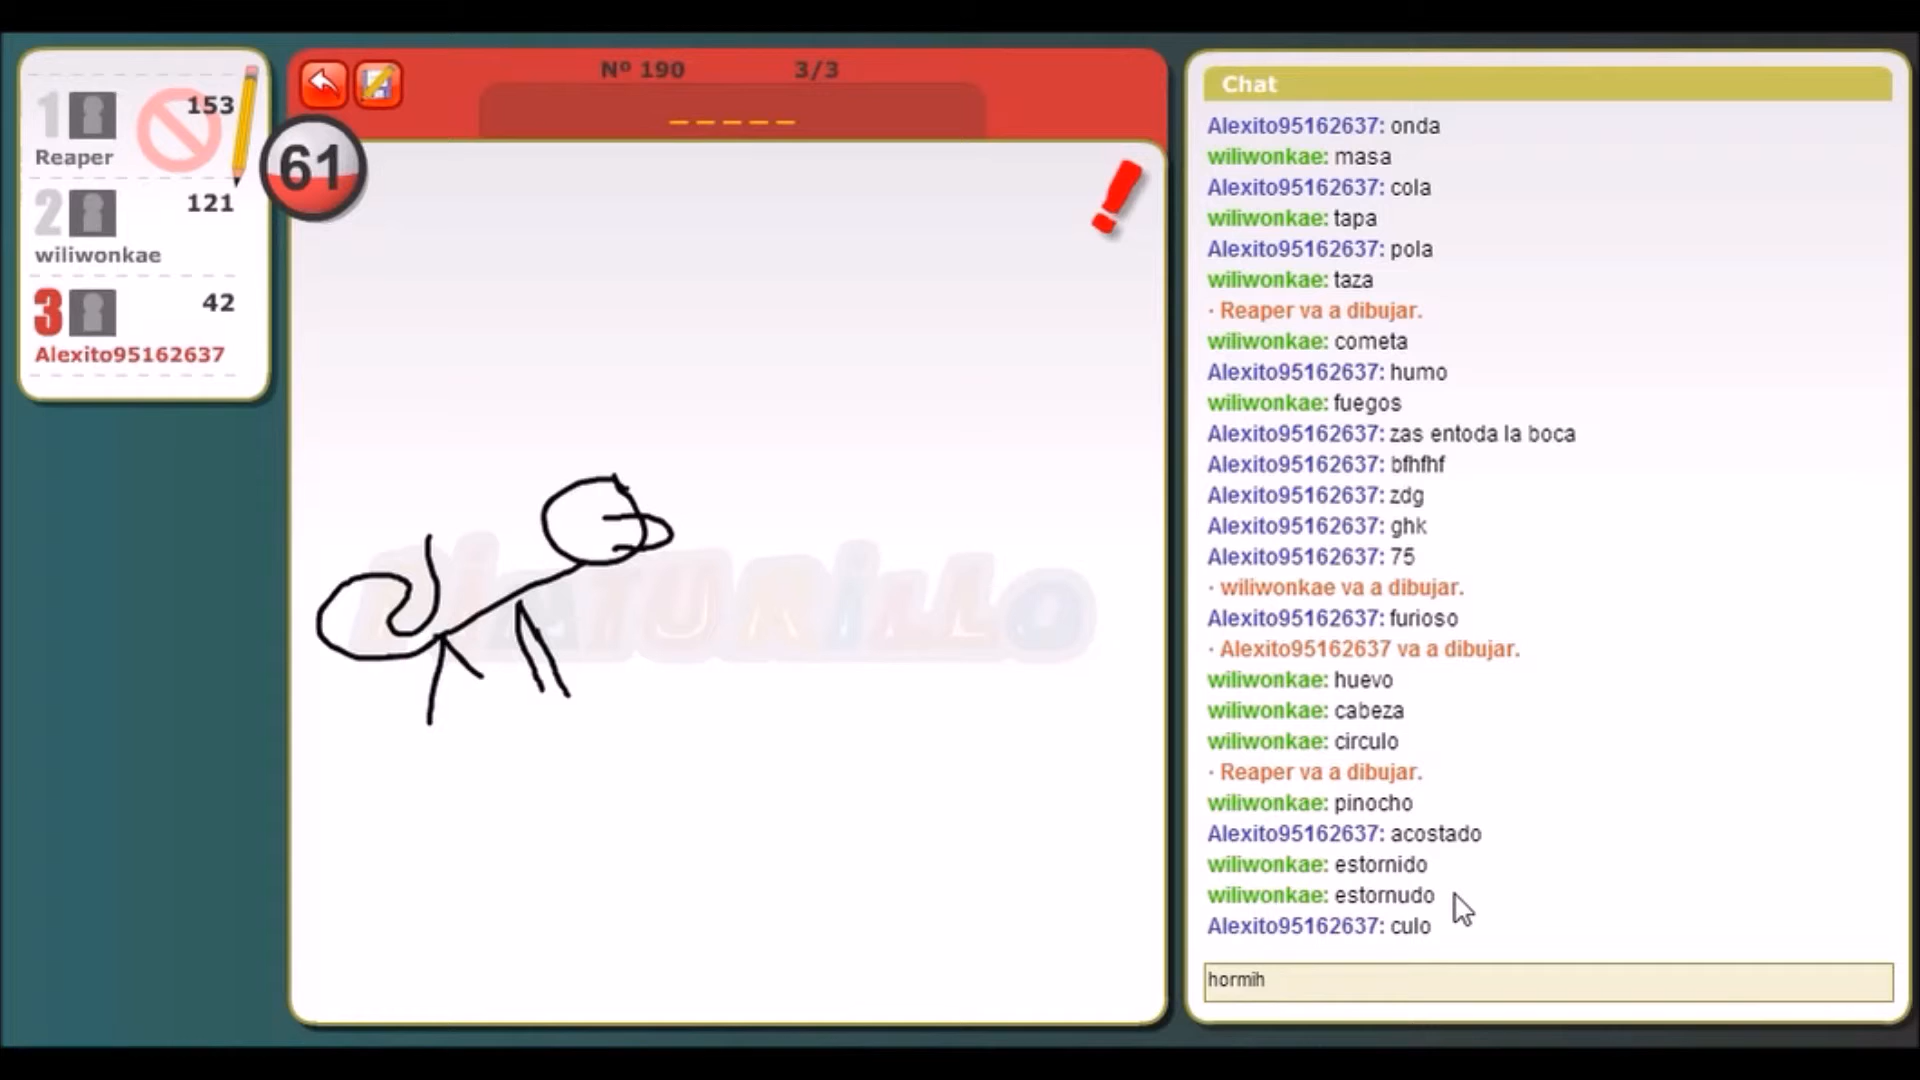 1 153
Reaper
2 121
wiliwonkae
3 42
Alexito95162637
61
Nº 190 3/3
_ _ _ _ _
!
PiNTURiLLO
Chat
Alexito95162637: onda
wiliwonkae: masa
Alexito95162637: cola
wiliwonkae: tapa
Alexito95162637: pola
wiliwonkae: taza
· Reaper va a dibujar.
wiliwonkae: cometa
Alexito95162637: humo
wiliwonkae: fuegos
Alexito95162637: zas entoda la boca
Alexito95162637: bfhfhf
Alexito95162637: zdg
Alexito95162637: ghk
Alexito95162637: 75
· wiliwonkae va a dibujar.
Alexito95162637: furioso
· Alexito95162637 va a dibujar.
wiliwonkae: huevo
wiliwonkae: cabeza
wiliwonkae: circulo
· Reaper va a dibujar.
wiliwonkae: pinocho
Alexito95162637: acostado
wiliwonkae: estornido
wiliwonkae: estornudo
Alexito95162637: culo
hormih